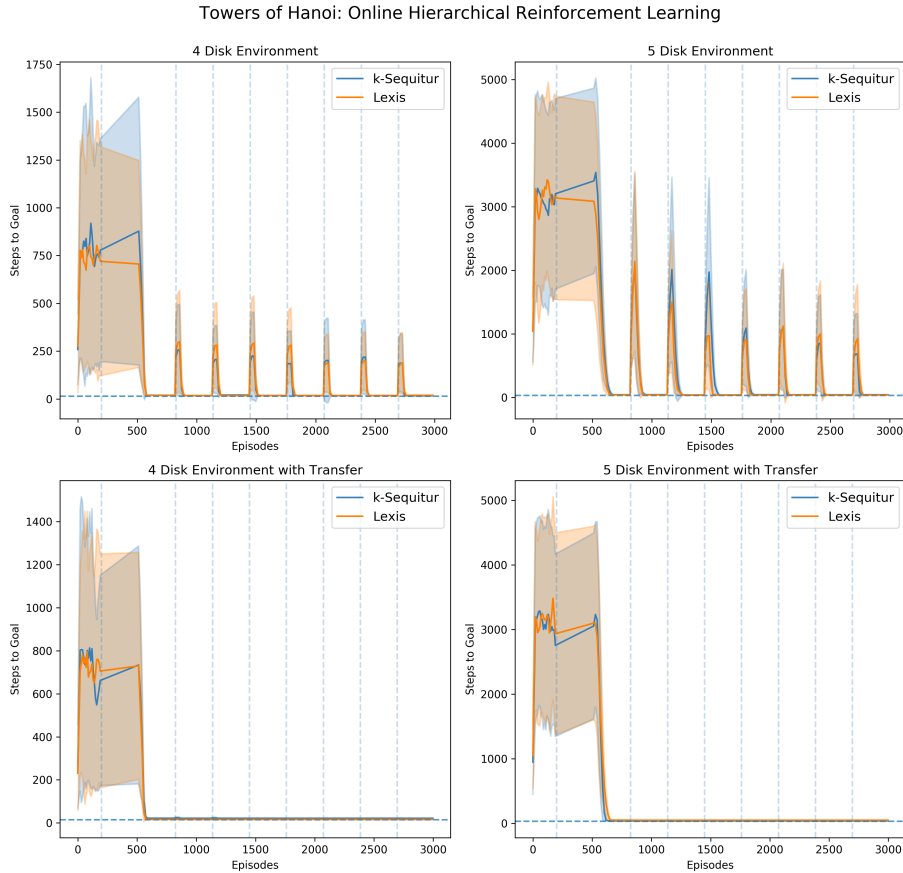 Towers of Hanoi: Online Hierarchical Reinforcement Learning
4 Disk Environment
1750
1500
1250
1000
750
500
250
0
Steps to Goal
k-Sequitur
Lexis
0 500 1000 1500 2000 2500 3000
Episodes
5 Disk Environment
5000
4000
3000
2000
1000
0
Steps to Goal
k-Sequitur
Lexis
0 500 1000 1500 2000 2500 3000
Episodes
4 Disk Environment with Transfer
1400
1200
1000
800
600
400
200
0
Steps to Goal
k-Sequitur
Lexis
0 500 1000 1500 2000 2500 3000
Episodes
5 Disk Environment with Transfer
5000
4000
3000
2000
1000
0
Steps to Goal
k-Sequitur
Lexis
0 500 1000 1500 2000 2500 3000
Episodes